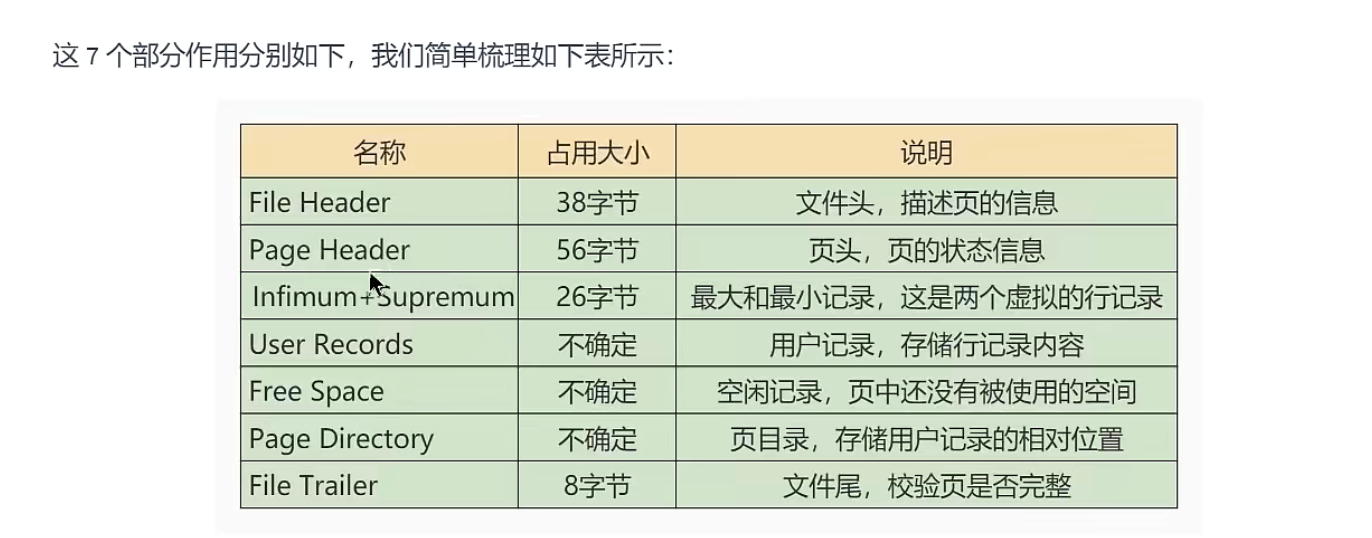 这 7 个部分作用分别如下，我们简单梳理如下表所示：
名称 占用大小 说明
File Header 38字节 文件头，描述页的信息
Page Header 56字节 页头，页的状态信息
Infimum+Supremum 26字节 最大和最小记录，这是两个虚拟的行记录
User Records 不确定 用户记录，存储行记录内容
Free Space 不确定 空闲记录，页中还没有被使用的空间
Page Directory 不确定 页目录，存储用户记录的相对位置
File Trailer 8字节 文件尾，校验页是否完整